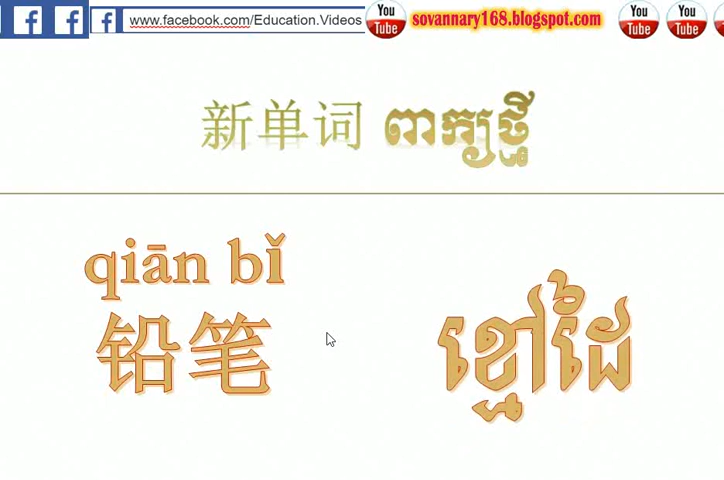 www.facebook.com/Education.Videos You Tube sovannary168.blogspot.com You Tube You Tube
新单词 ពាក្យថ្មី
qiān bǐ
铅笔 ខ្មៅដៃ